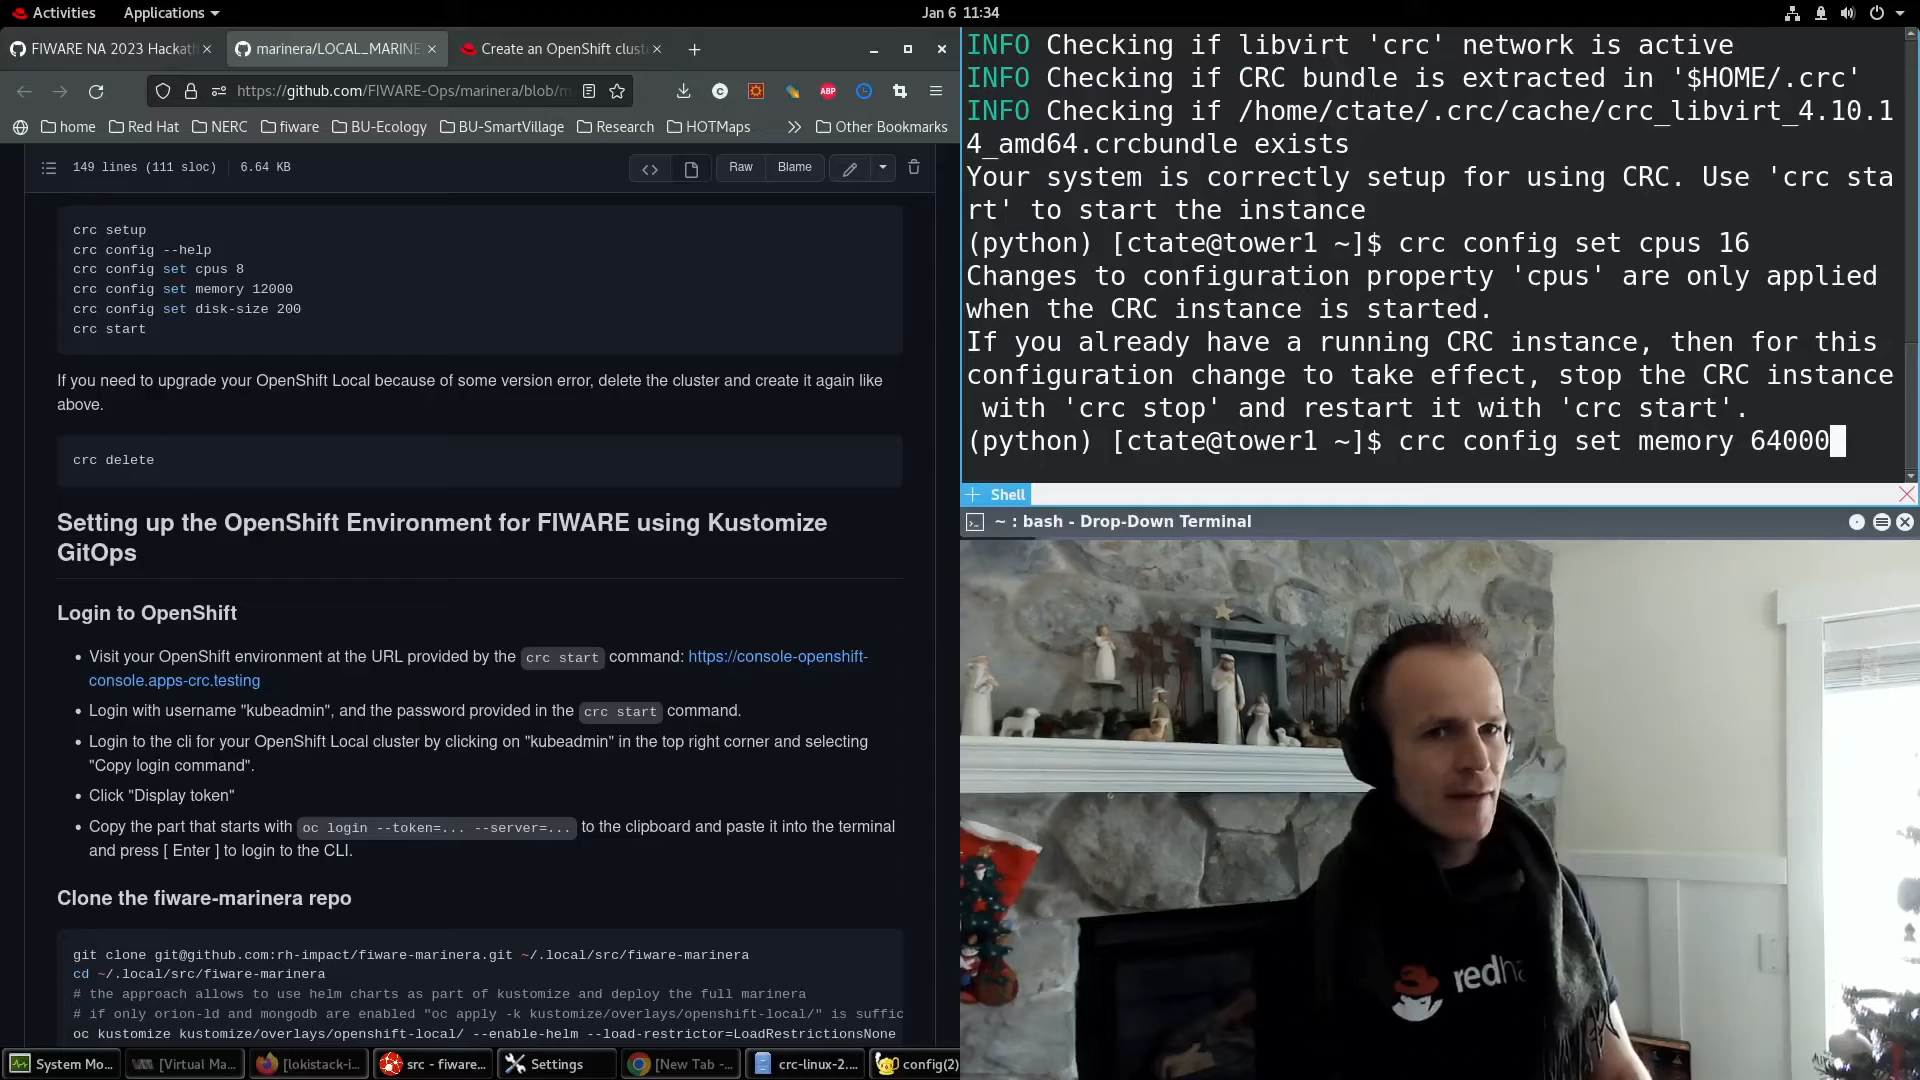 Activities Applications Jan 6 11:34
FIWARE NA 2023 Hackath
marinera/LOCAL_MARINE
Create an OpenShift clust
https://github.com/FIWARE-Ops/marinera/blob/m
home Red Hat NERC fiware BU-Ecology BU-SmartVillage Research HOTMaps Other Bookmarks
149 lines (111 sloc) 6.64 KB
Raw Blame
crc setup
crc config --help
crc config set cpus 8
crc config set memory 12000
crc config set disk-size 200
crc start
If you need to upgrade your OpenShift Local because of some version error, delete the cluster and create it again like
above.
crc delete
Setting up the OpenShift Environment for FIWARE using Kustomize
GitOps
Login to OpenShift
Visit your OpenShift environment at the URL provided by the crc start command: https://console-openshift-
console.apps-crc.testing
Login with username "kubeadmin", and the password provided in the crc start command.
Login to the cli for your OpenShift Local cluster by clicking on "kubeadmin" in the top right corner and selecting
"Copy login command".
Click "Display token"
Copy the part that starts with oc login --token=... --server=... to the clipboard and paste it into the terminal
and press [ Enter ] to login to the CLI.
Clone the fiware-marinera repo
git clone git@github.com:rh-impact/fiware-marinera.git ~/.local/src/fiware-marinera
cd ~/.local/src/fiware-marinera
# the approach allows to use helm charts as part of kustomize and deploy the full marinera
# if only orion-ld and mongodb are enabled "oc apply -k kustomize/overlays/openshift-local/" is suffic
oc kustomize kustomize/overlays/openshift-local/ --enable-helm --load-restrictor=LoadRestrictionsNone
INFO Checking if libvirt 'crc' network is active
INFO Checking if CRC bundle is extracted in '$HOME/.crc'
INFO Checking if /home/ctate/.crc/cache/crc_libvirt_4.10.1
4_amd64.crcbundle exists
Your system is correctly setup for using CRC. Use 'crc sta
rt' to start the instance
(python) [ctate@tower1 ~]$ crc config set cpus 16
Changes to configuration property 'cpus' are only applied
when the CRC instance is started.
If you already have a running CRC instance, then for this
configuration change to take effect, stop the CRC instance
with 'crc stop' and restart it with 'crc start'.
(python) [ctate@tower1 ~]$ crc config set memory 64000
Shell
~ : bash - Drop-Down Terminal
ABP
redha
System Mo...
[Virtual Ma...
[lokistack-i...
src - fiware...
Settings
[New Tab -...
crc-linux-2....
config(2)